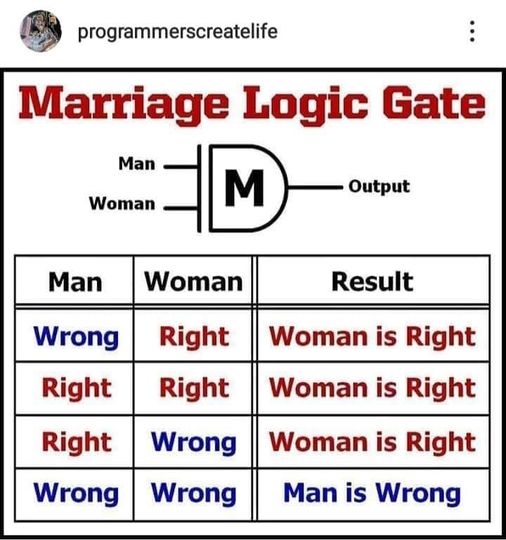 programmerscreatelife
Marriage Logic Gate
Man
Woman
M
Output
Man Woman Result
Wrong Right Woman is Right
Right Right Woman is Right
Right Wrong Woman is Right
Wrong Wrong Man is Wrong